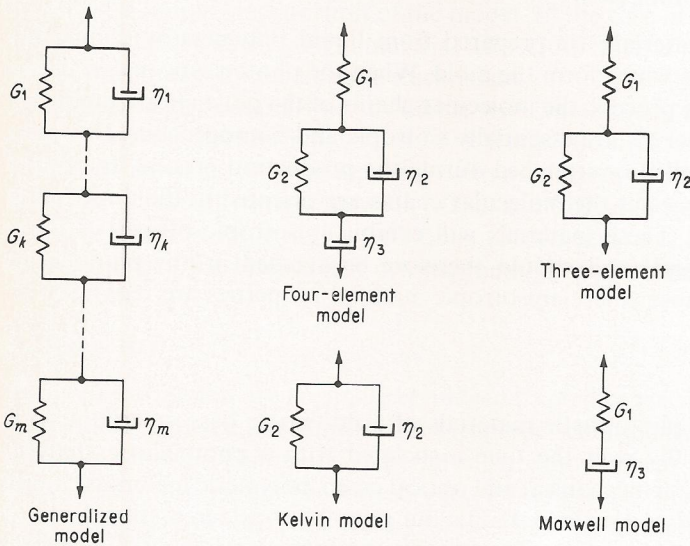 G1
η1
Gk
ηk
Gm
ηm
Generalized
model
G1
G2
η2
η3
Four-element
model
G1
G2
η2
Three-element
model
G2
η2
Kelvin model
G1
η3
Maxwell model